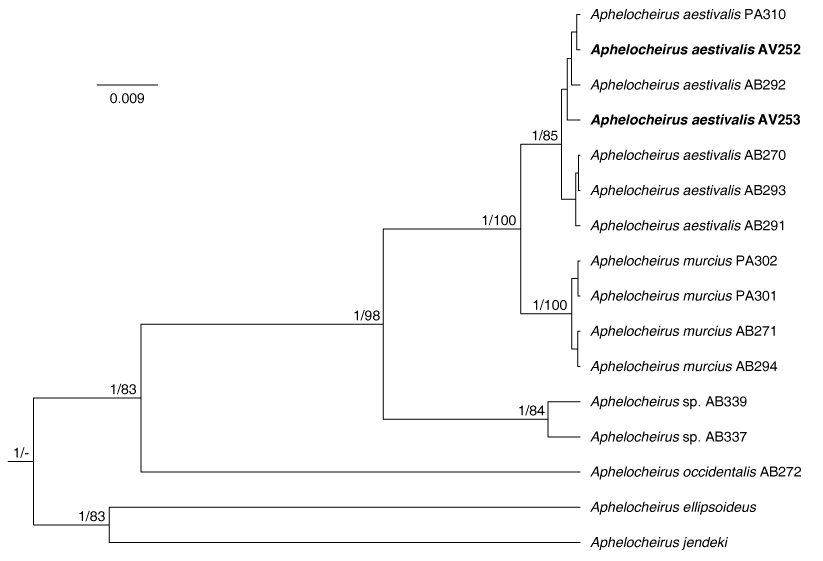 Aphelocheirus aestivalis PA310
Aphelocheirus aestivalis AV252
Aphelocheirus aestivalis AB292
0.009
Aphelocheirus aestivalis AV253
1/85
Aphelocheirus aestivalis AB270
Aphelocheirus aestivalis AB293
1/100
Aphelocheirus aestivalis AB291
Aphelocheirus murcius PA302
1/100
Aphelocheirus murcius PA301
1/98
Aphelocheirus murcius AB271
Aphelocheirus murcius AB294
1/83
Aphelocheirus sp. AB339
1/84
Aphelocheirus sp. AB337
1/-
Aphelocheirus occidentalis AB272
Aphelocheirus ellipsoideus
1/83
Aphelocheirus jendeki